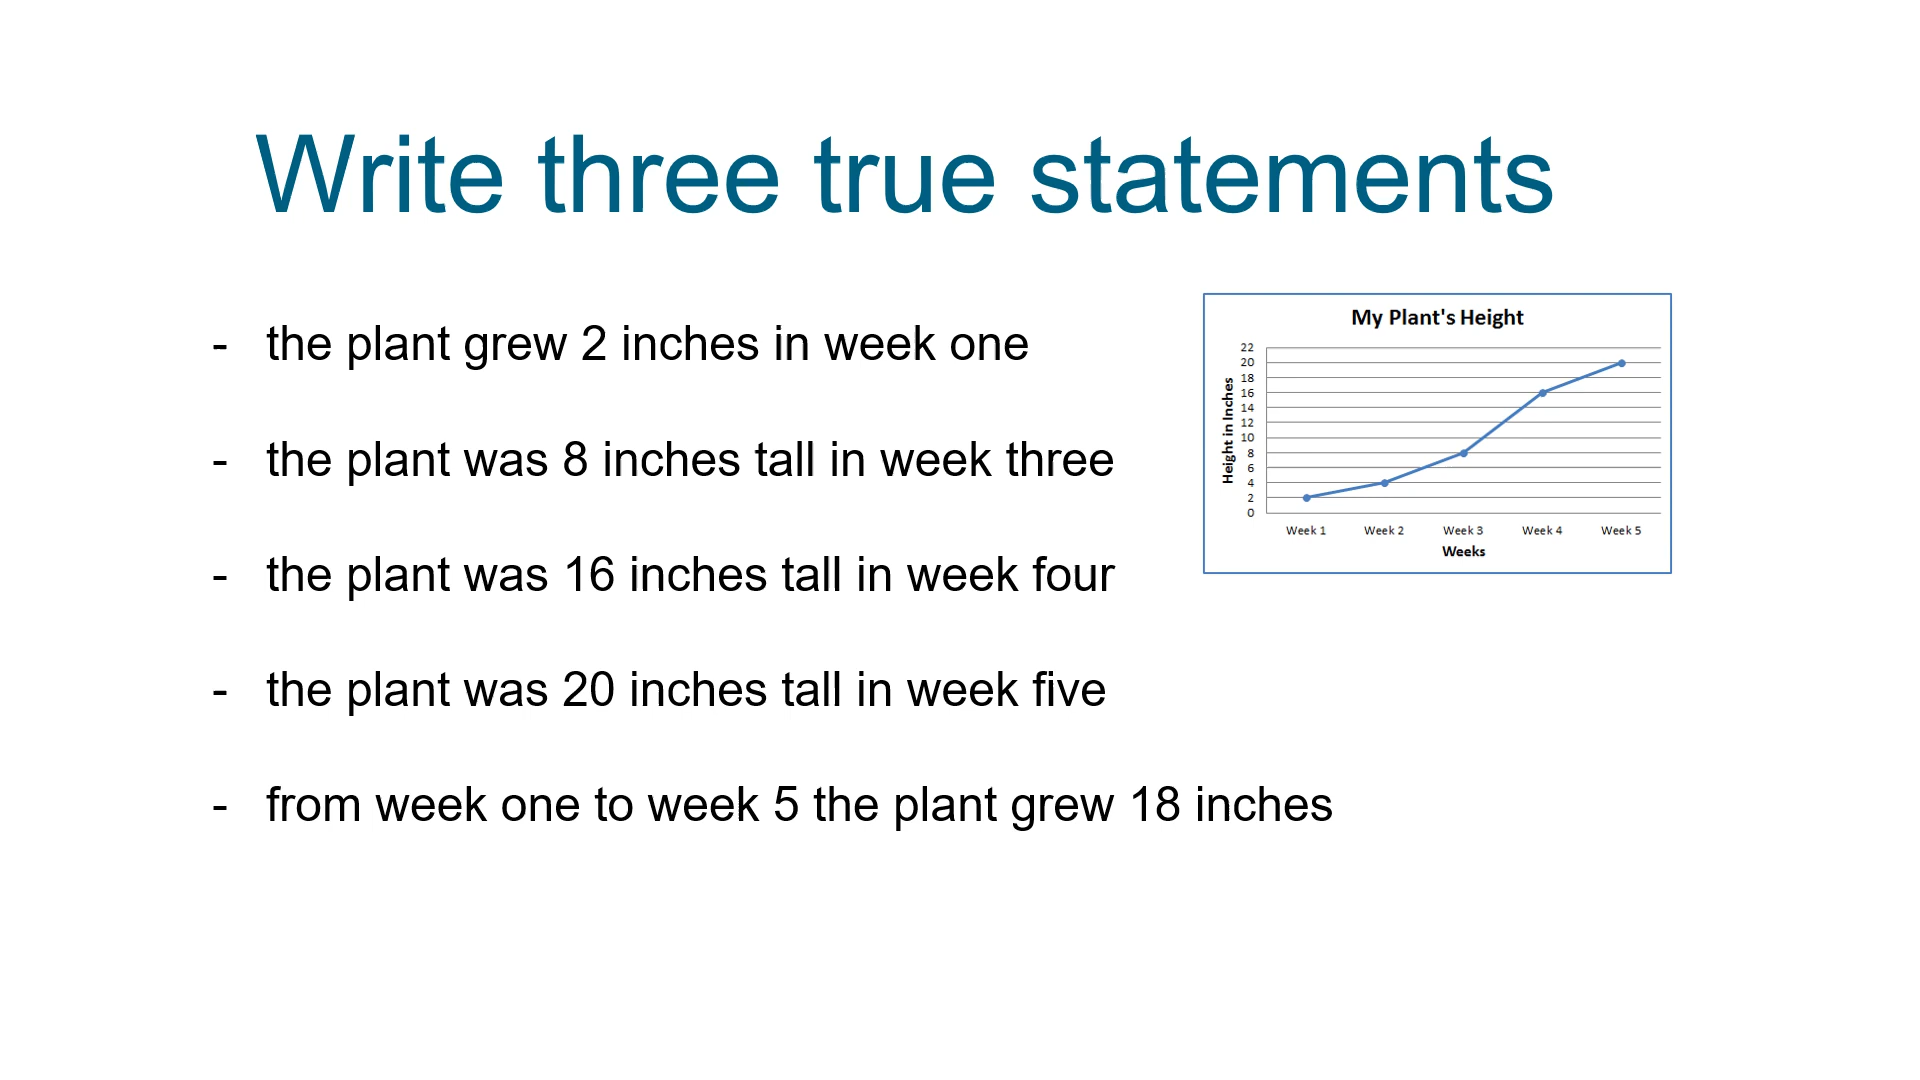 Write three true statements
- the plant grew 2 inches in week one
- the plant was 8 inches tall in week three
- the plant was 16 inches tall in week four
- the plant was 20 inches tall in week five
- from week one to week 5 the plant grew 18 inches
My Plant's Height
Height in Inches
22
20
18
16
14
12
10
8
6
4
2
0
Week 1 Week 2 Week 3 Week 4 Week 5
Weeks